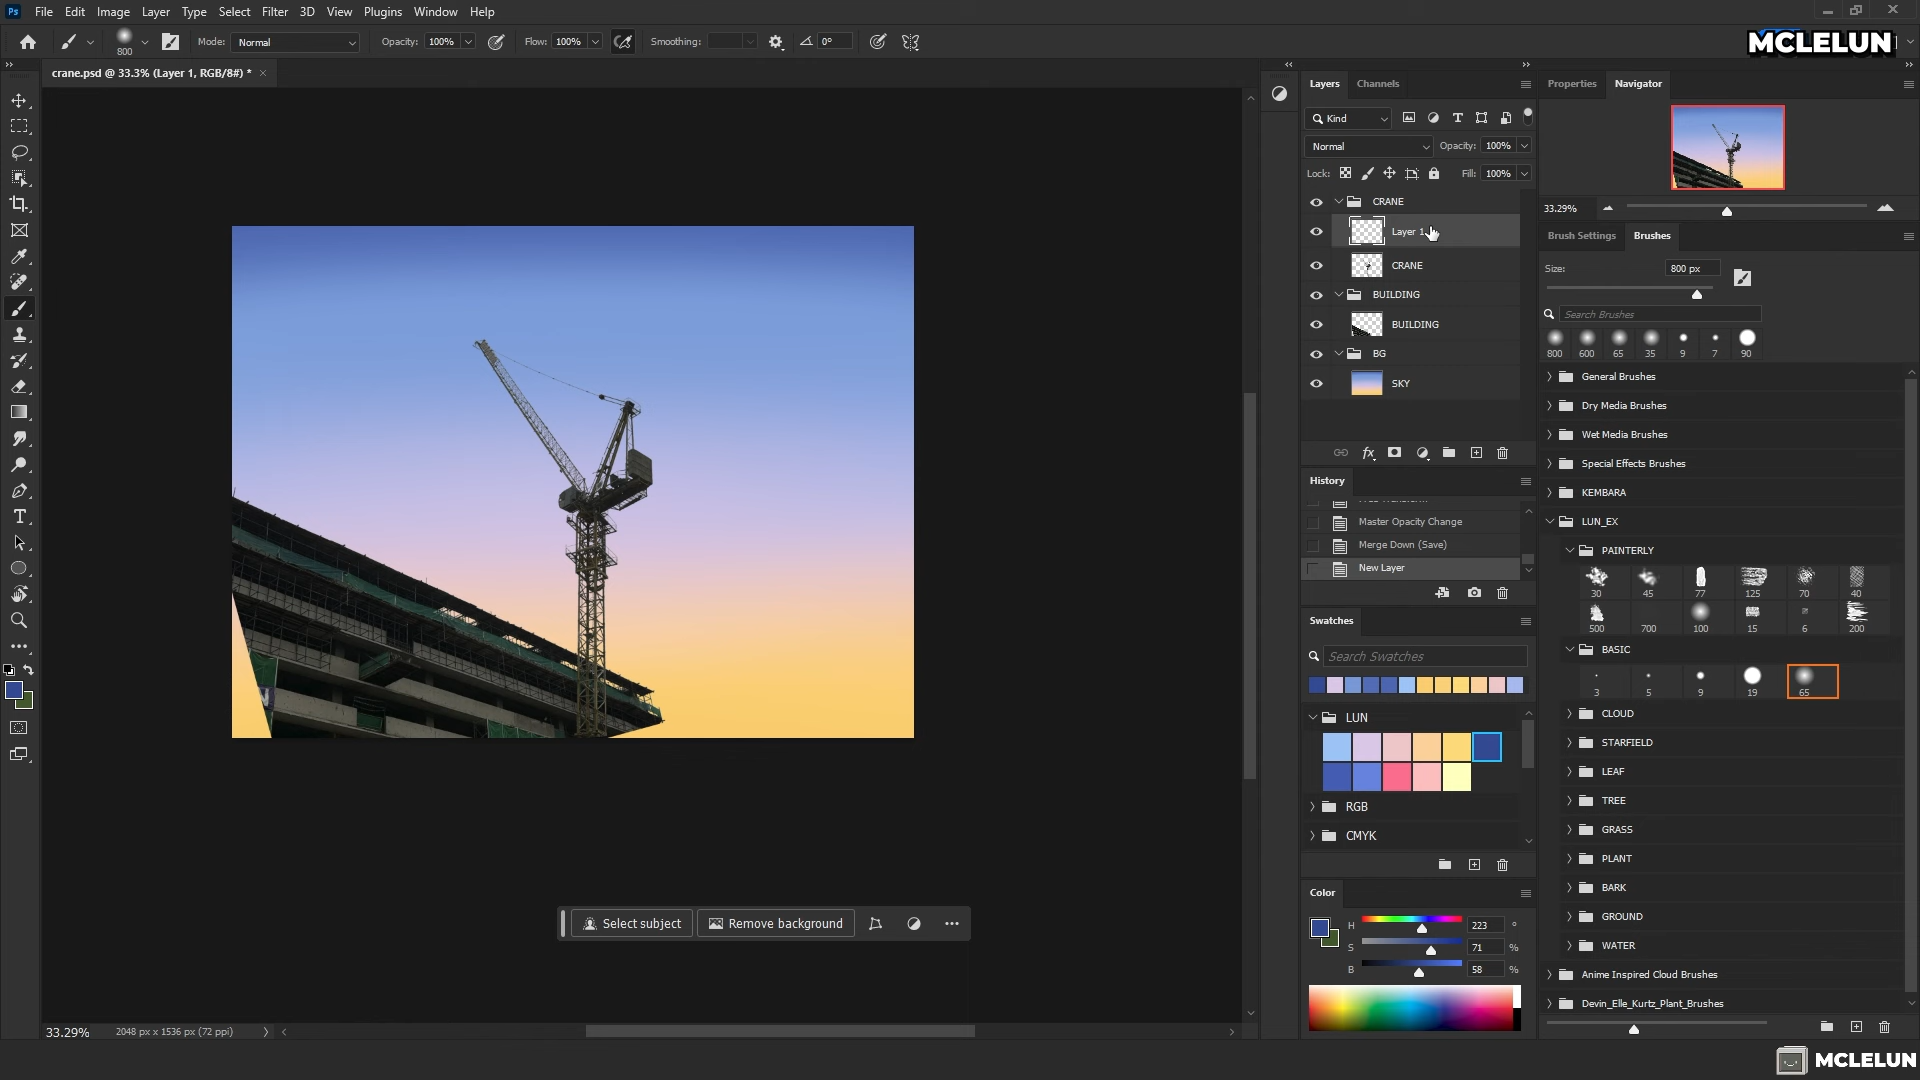 Ps File Edit Image Layer Type Select Filter 3D View Plugins Window Help
800 Mode: Normal Opacity: 100% Flow: 100% Smoothing: 0°
MCLELUN
crane.psd @ 33.3% (Layer 1, RGB/8#) *
Layers Channels
Kind
Normal Opacity: 100%
Lock: Fill: 100%
CRANE
Layer 1
CRANE
BUILDING
BUILDING
BG
SKY
fx
History
Master Opacity Change
Merge Down (Save)
New Layer
Swatches
Search Swatches
LUN
RGB
CMYK
Color
H 223 °
S 71 %
B 58 %
Properties Navigator
33.29%
Brush Settings Brushes
Size: 800 px
Search Brushes
800 600 65 35 9 7 90
General Brushes
Dry Media Brushes
Wet Media Brushes
Special Effects Brushes
KEMBARA
LUN_EX
PAINTERLY
30 45 77 125 70 40
500 700 100 15 6 200
BASIC
3 5 9 19 65
CLOUD
STARFIELD
LEAF
TREE
GRASS
PLANT
BARK
GROUND
WATER
Anime Inspired Cloud Brushes
Devin_Elle_Kurtz_Plant_Brushes
Select subject Remove background
33.29% 2048 px x 1536 px (72 ppi)
MCLELUN